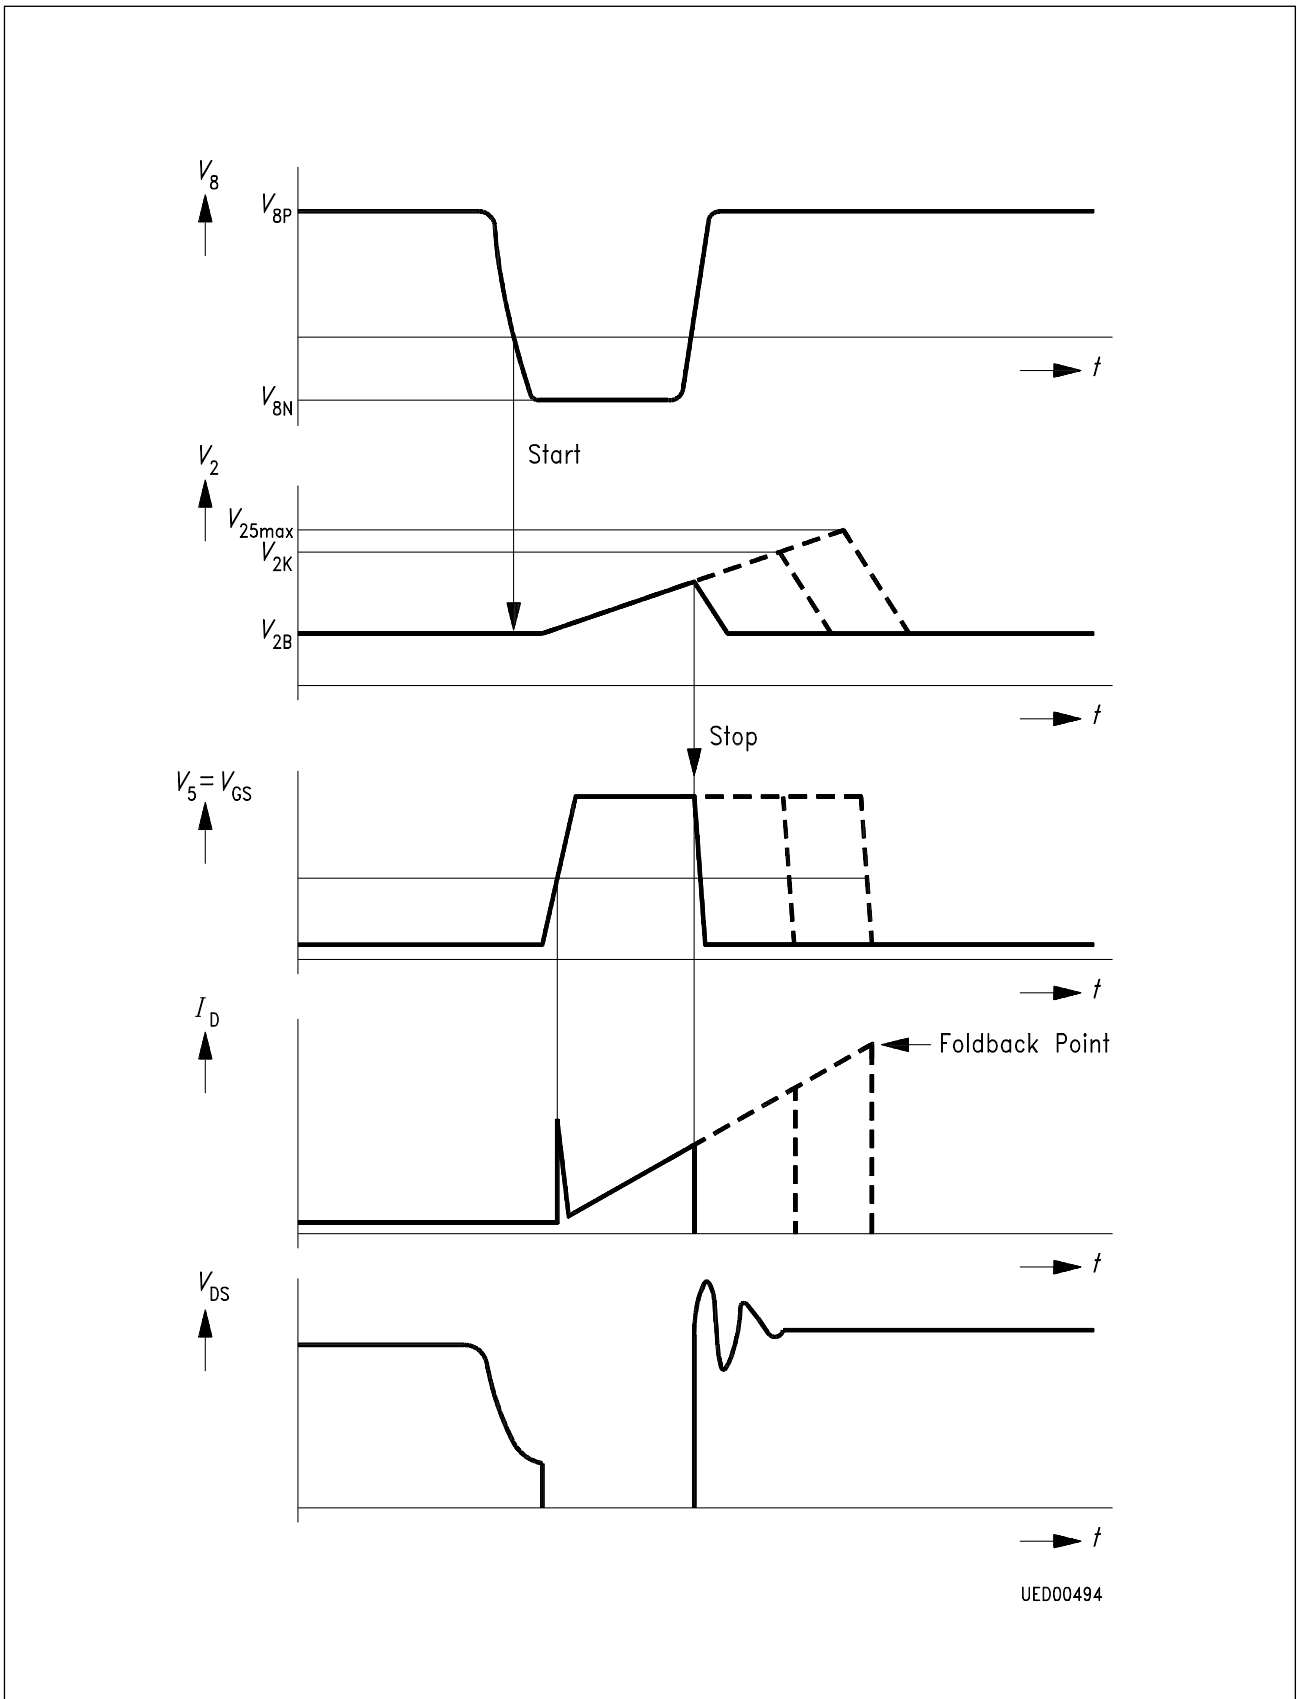 V8
V8P
t
V8N
Start
V2
V25max
V2K
V2B
t
Stop
V5=VGS
t
ID
Foldback Point
t
VDS
t
UED00494